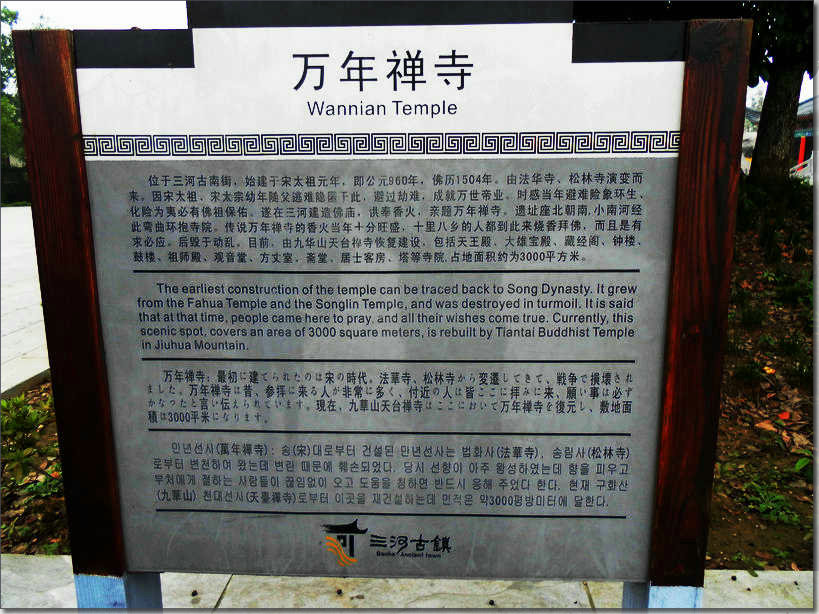 万年禅寺
Wannian Temple
位于三河古南街，始建于宋太祖元年，即公元960年，佛历1504年。由法华寺、松林寺演变而
来。因宋太祖、宋太宗幼年随父逃难隐匿于此，避过劫难，成就万世帝业。时感当年避难险象环生、
化险为夷必有佛祖保佑。遂在三河建造佛庙，供奉香火，亲题万年禅寺。遗址座北朝南，小南河经
此弯曲环抱寺院。传说万年禅寺的香火当年十分旺盛，十里八乡的人都到此来烧香拜佛，而且是有
求必应。后毁于动乱。目前，由九华山天台禅寺恢复建设，包括天王殿、大雄宝殿、藏经阁、钟楼、
鼓楼、祖师殿、观音堂、方丈室、斋堂、居士客房、塔等寺院，占地面积约为3000平方米。
The earliest construction of the temple can be traced back to Song Dynasty. It grew
from the Fahua Temple and the Songlin Temple, and was destroyed in turmoil. It is said
that at that time, people came here to pray, and all their wishes come true. Currently, this
scenic spot, covers an area of 3000 square meters, is rebuilt by Tiantai Buddhist Temple
in Jiuhua Mountain.
万年禅寺：最初に建てられたのは宋の時代。法華寺、松林寺から変遷してきて、戦争で損壊され
ました。万年禅寺は昔、参拝に来る人が非常に多く、付近の人は皆ここに拝みに来、願い事は必ず
かなったと言い伝えられています。現在、九華山天台禅寺はここにおいて万年禅寺を復元し、敷地面
積は3000平米になります。
만년선사(萬年禪寺)：송(宋)대로부터 건설된 만년선사는 법화사(法華寺)，송림사(松林寺)
로부터 변천하여 왔는데 변란 때문에 훼손되었다. 당시 선향이 아주 왕성하였는데 향을 피우고
부처에게 절하는 사람들이 끊임없이 오고 도움을 청하면 반드시 응해 주었다 한다. 현재 구화산
(九華山) 천대선사(天臺禪寺)로부터 이곳을 재건설하는데 면적은 약3000평방미터에 달한다.
三河古鎮
Sanhe Ancient town